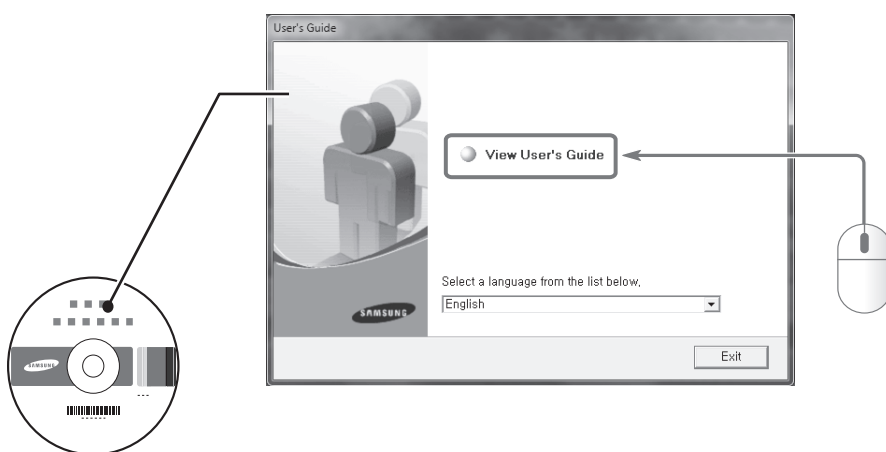 User's Guide
View User's Guide
Select a language from the list below,
English
SAMSUNG
Exit
SAMSUNG